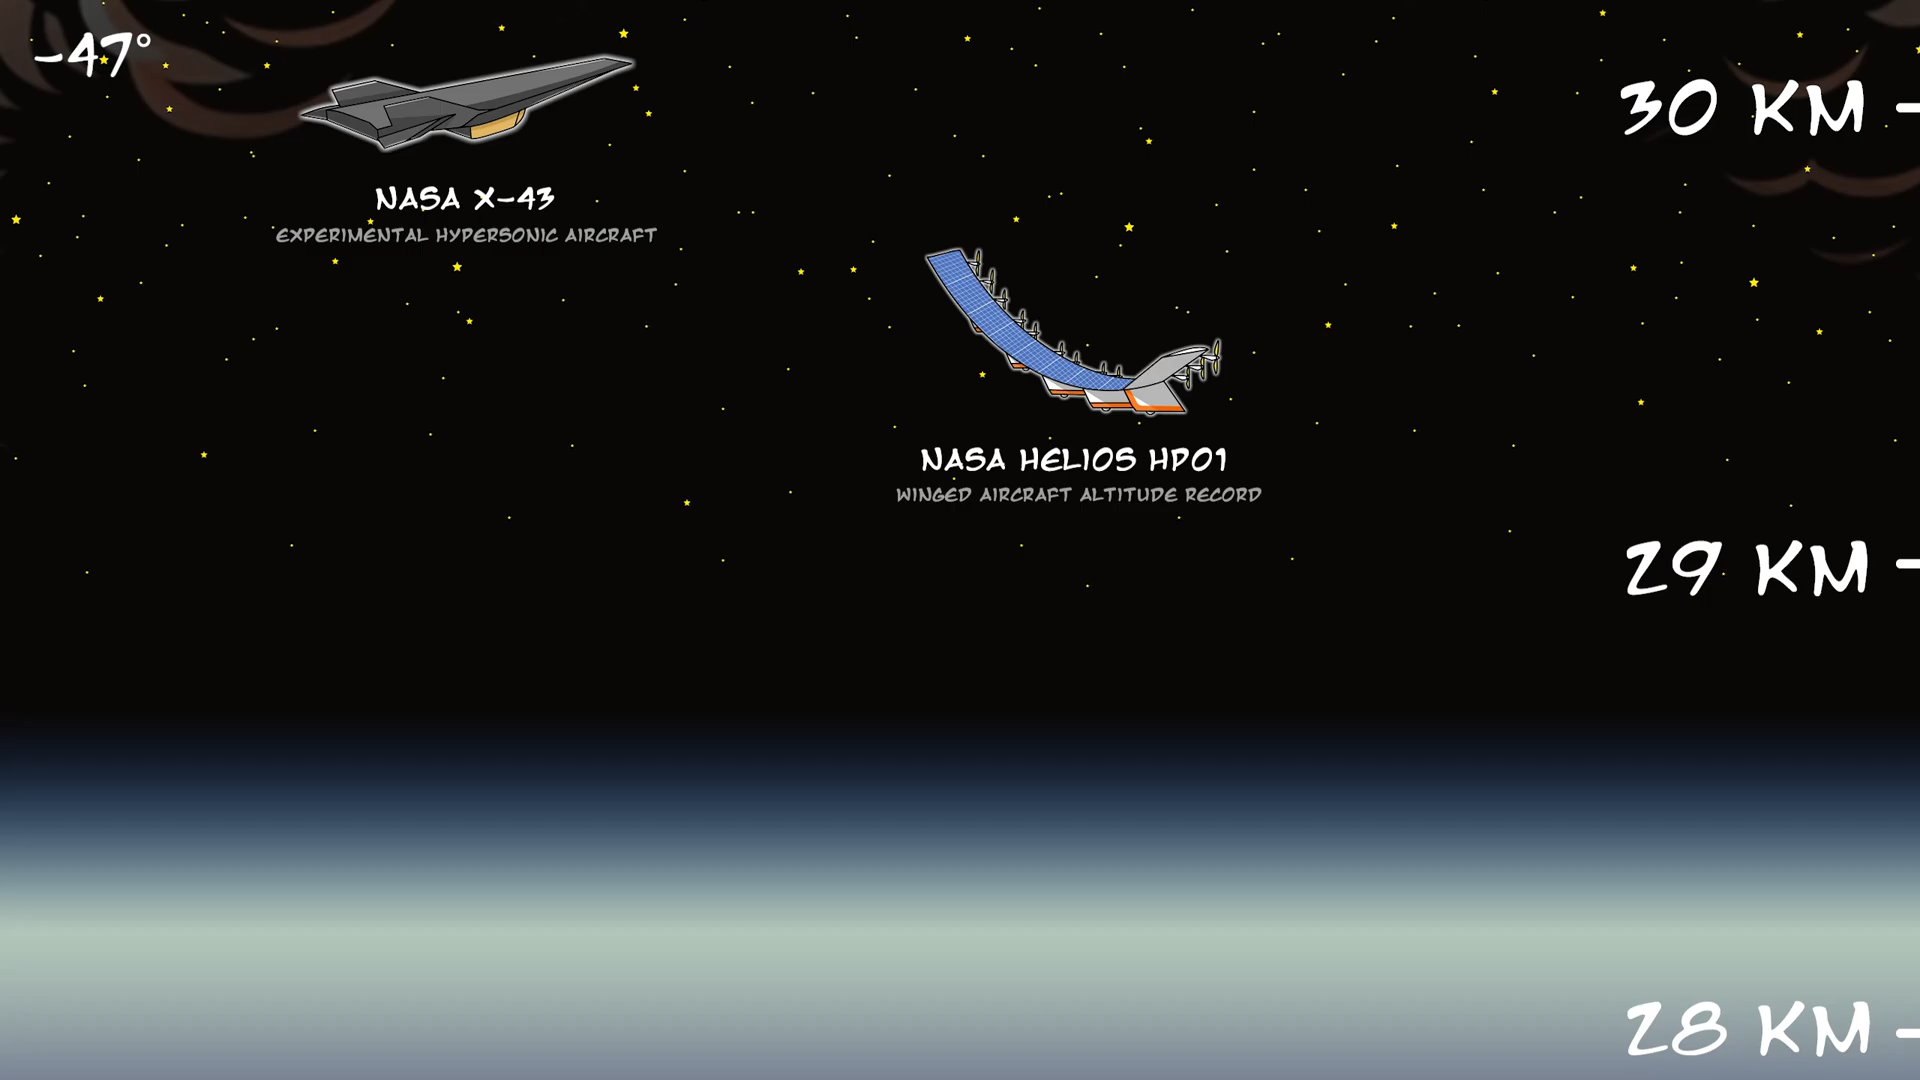 -47°
30 KM
NASA X-43
EXPERIMENTAL HYPERSONIC AIRCRAFT
NASA HELIOS HP01
WINGED AIRCRAFT ALTITUDE RECORD
29 KM
28 KM